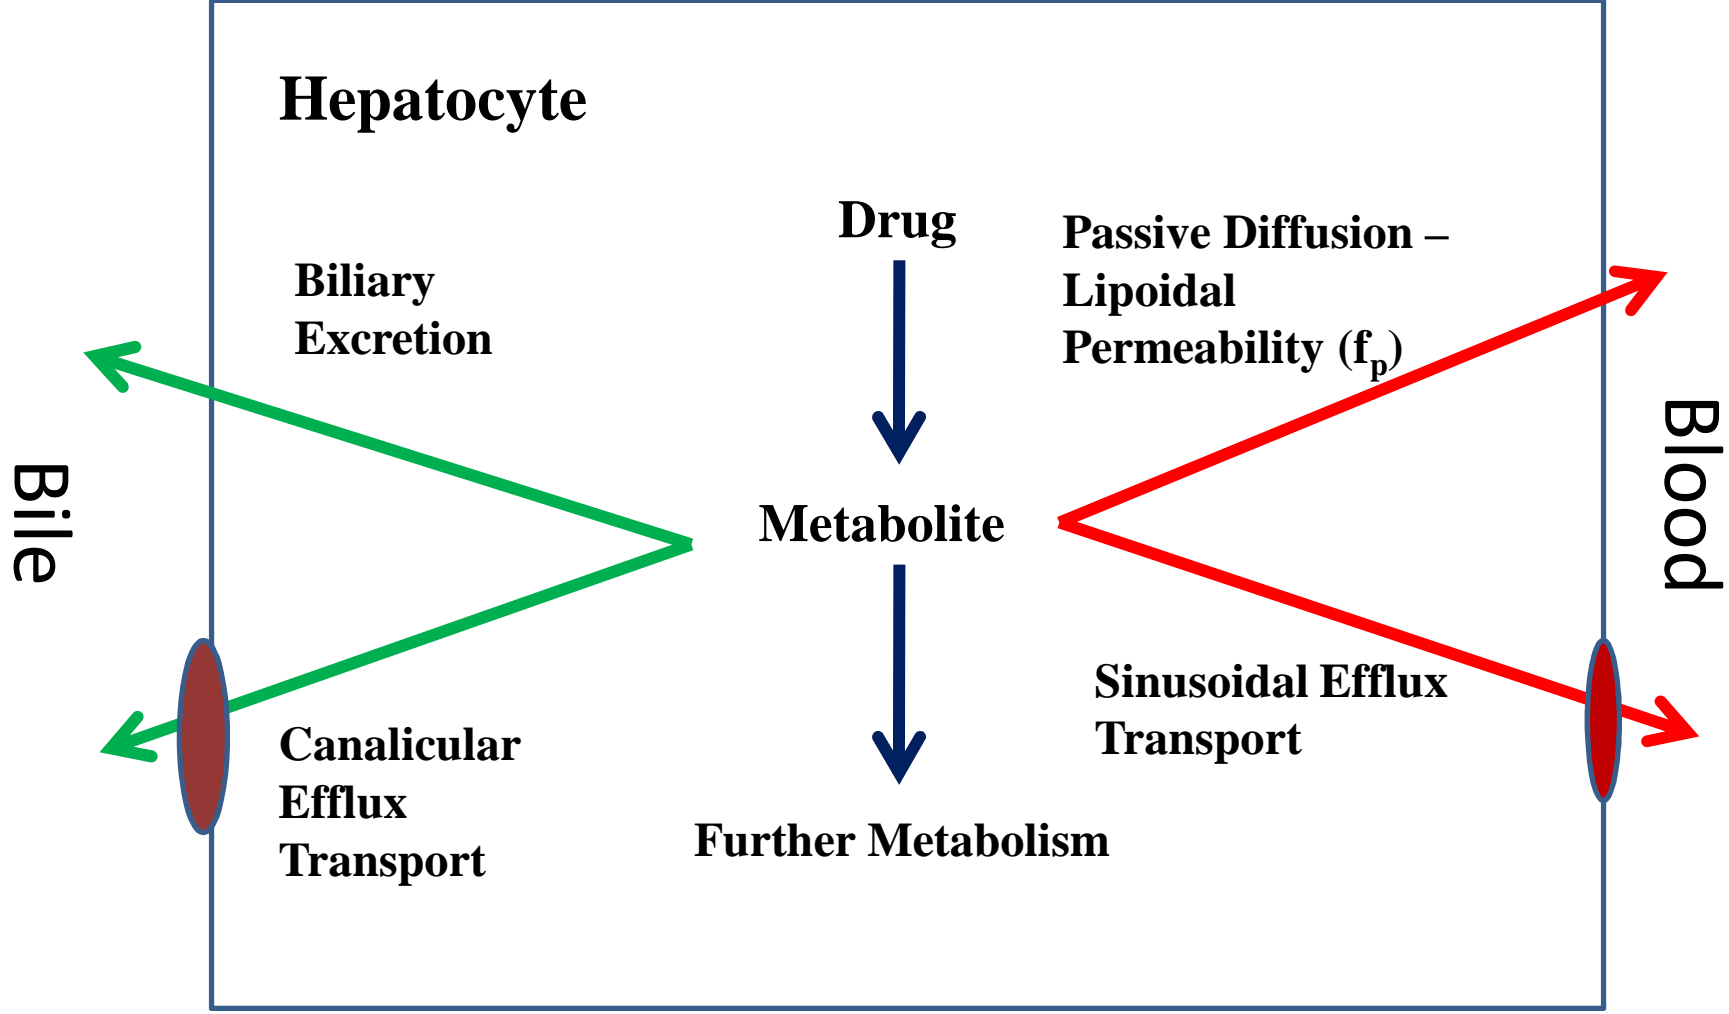 Hepatocyte
Drug
Passive Diffusion –
Lipoidal
Permeability (fp)
Biliary
Excretion
Bile
Metabolite
Blood
Sinusoidal Efflux
Transport
Canalicular
Efflux
Transport
Further Metabolism